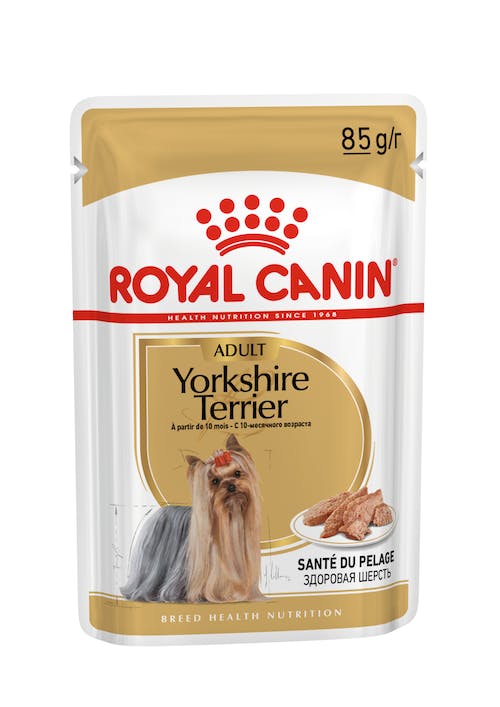 85 g/г
ROYAL CANIN®
HEALTH NUTRITION SINCE 1968
ADULT
Yorkshire
Terrier
À partir de 10 mois - С 10-месячного возраста
SANTÉ DU PELAGE
ЗДОРОВАЯ ШЕРСТЬ
BREED HEALTH NUTRITION